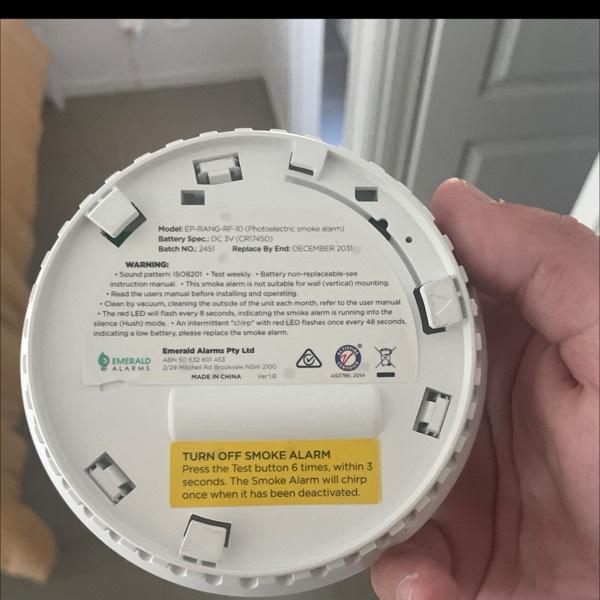 Model: EP-RANG-RF-10 (Photoelectric smoke alarm)
Battery Spec.: DC 3V (CR17450)
Batch NO.: 2451 Replace By End: DECEMBER 2031
WARNING:
• Sound pattern: ISO8201 • Test weekly. • Battery non-replaceable-see
instruction manual. • This smoke alarm is not suitable for wall (vertical) mounting.
• Read the users manual before installing and operating.
• Clean by vacuum, cleaning the outside of the unit each month, refer to the user manual.
• The red LED will flash every 8 seconds, indicating the smoke alarm is running into the
silence (Hush) mode. • An intermittent "chirp" with red LED flashes once every 48 seconds,
indicating a low battery, please replace the smoke alarm.
EMERALD
ALARMS
Emerald Alarms Pty Ltd
ABN 50 632 601 453
2/29 Mitchell Rd Brookvale NSW 2100
MADE IN CHINA Ver1.0
AS3786: 2014
TURN OFF SMOKE ALARM
Press the Test button 6 times, within 3
seconds. The Smoke Alarm will chirp
once when it has been deactivated.